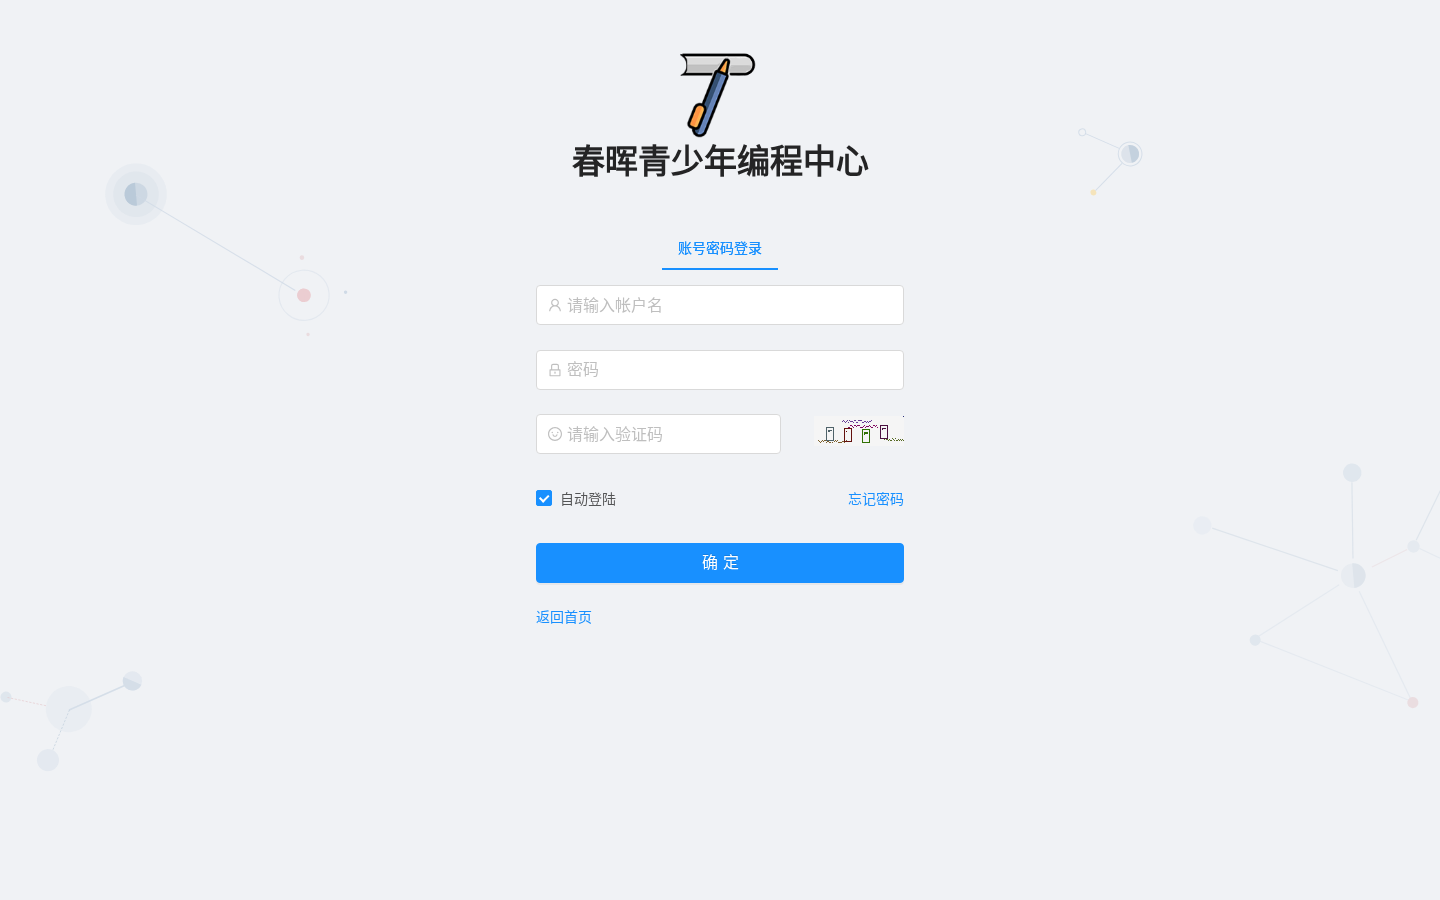 春晖青少年编程中心
账号密码登录
请输入帐户名
密码
请输入验证码
自动登陆
忘记密码
确 定
返回首页